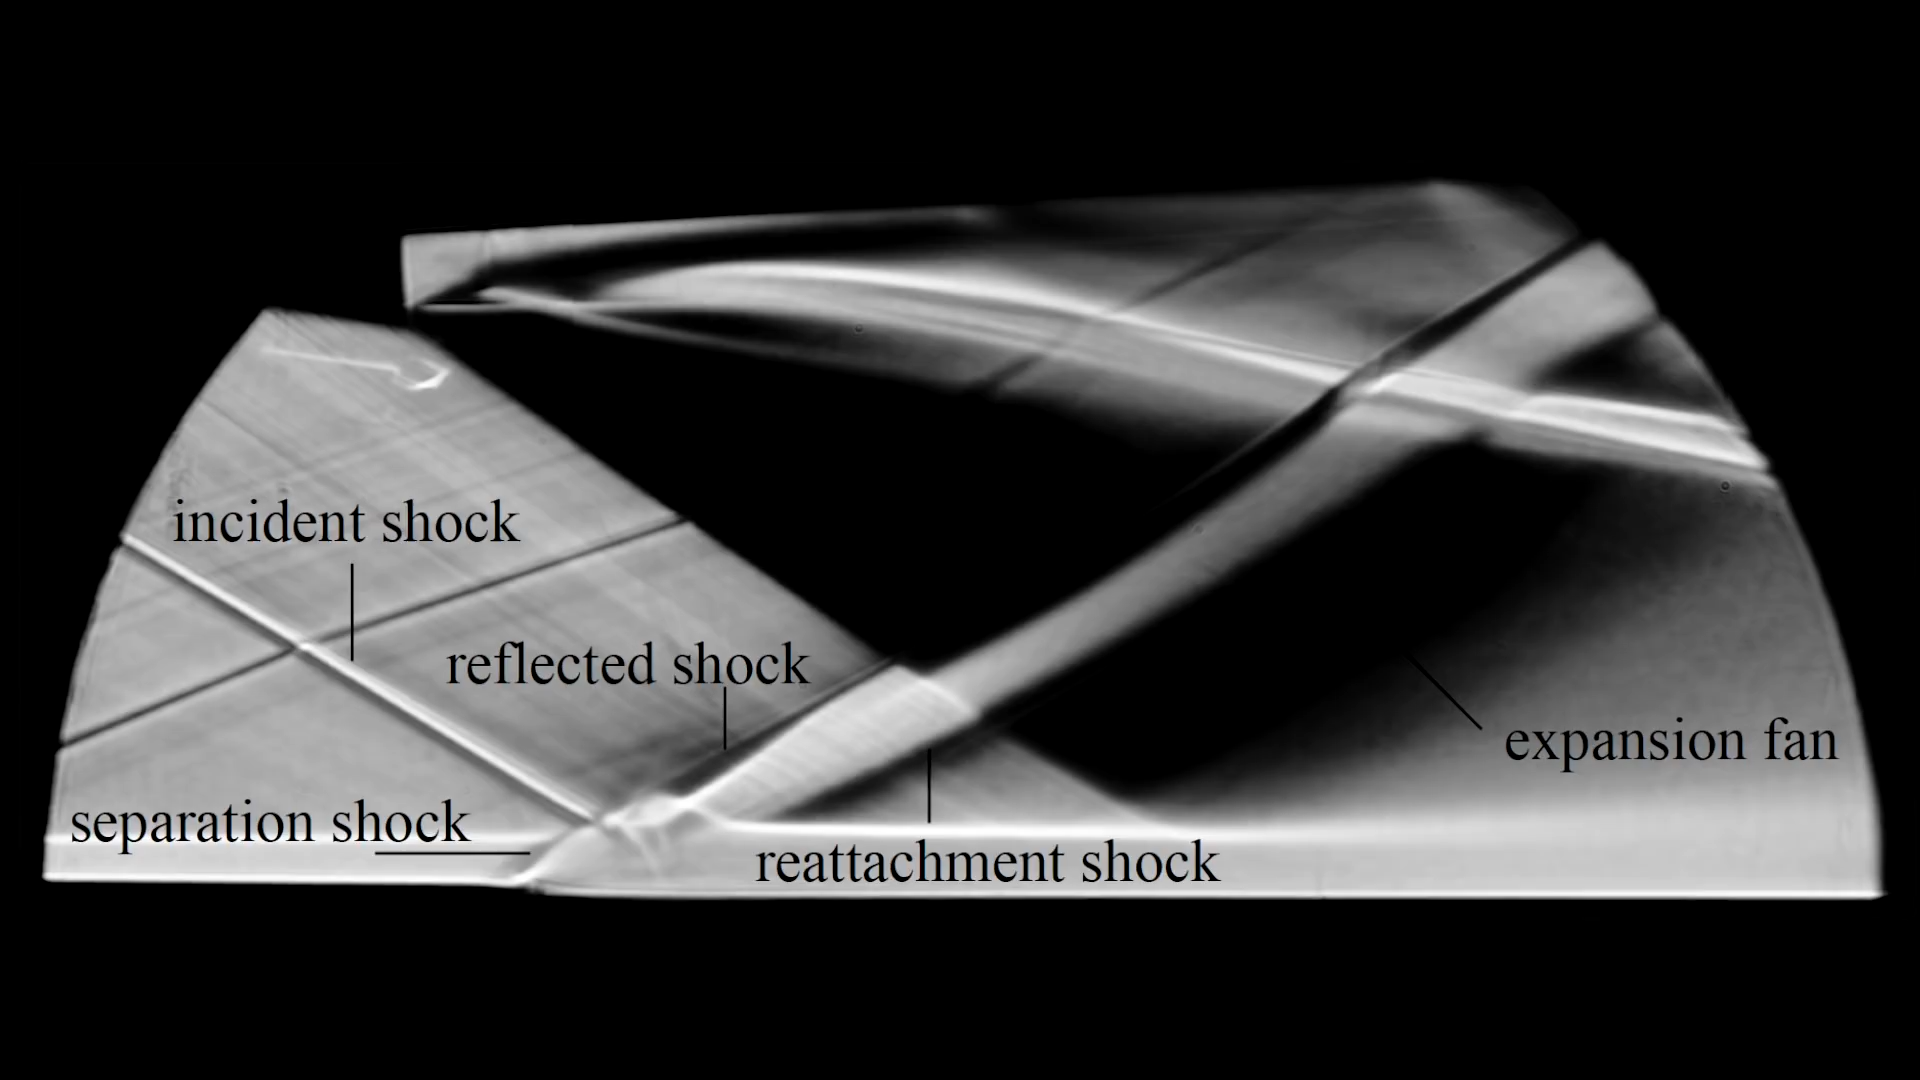 incident shock
reflected shock
expansion fan
separation shock
reattachment shock